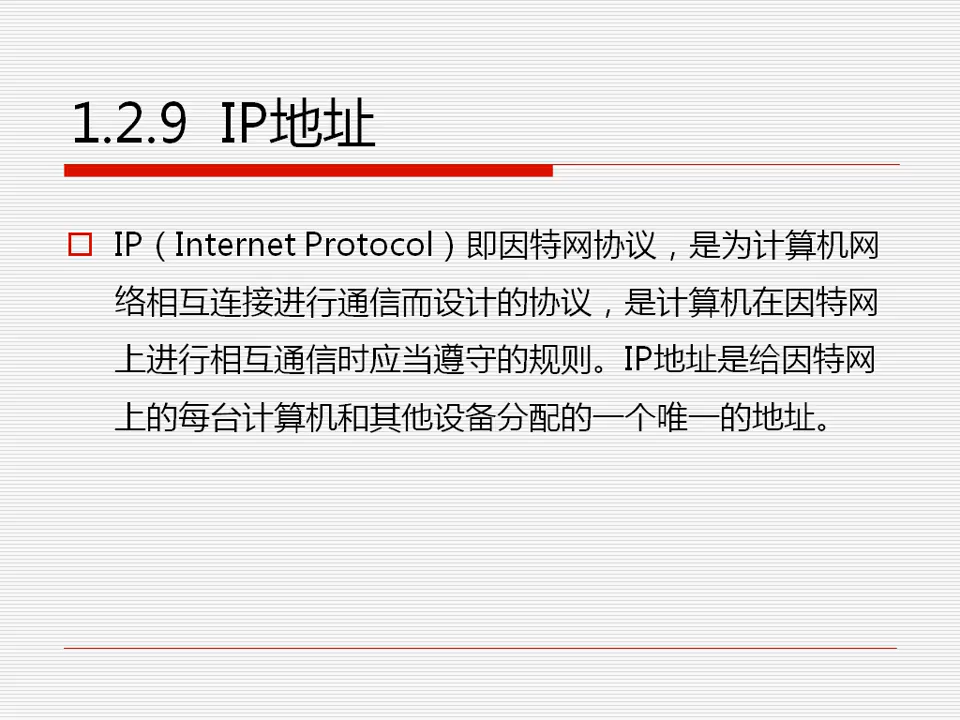 1.2.9 IP地址
IP（Internet Protocol）即因特网协议，是为计算机网
络相互连接进行通信而设计的协议，是计算机在因特网
上进行相互通信时应当遵守的规则。IP地址是给因特网
上的每台计算机和其他设备分配的一个唯一的地址。